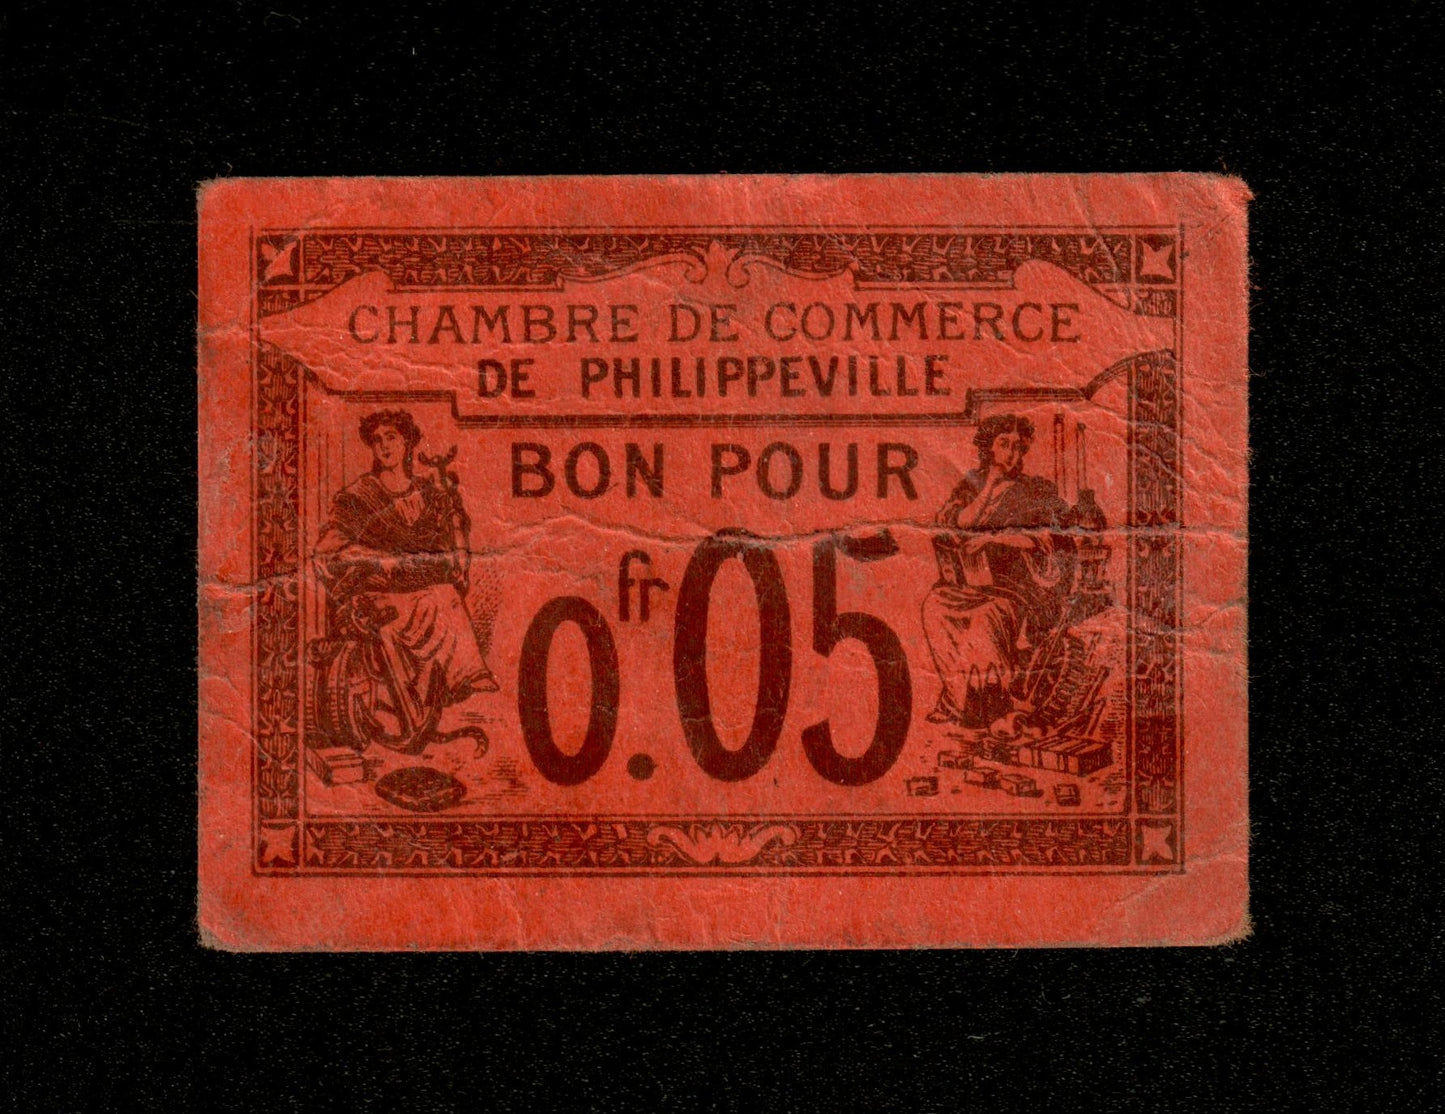 CHAMBRE DE COMMERCE
DE PHILIPPEVILLE
BON POUR
0.fr05